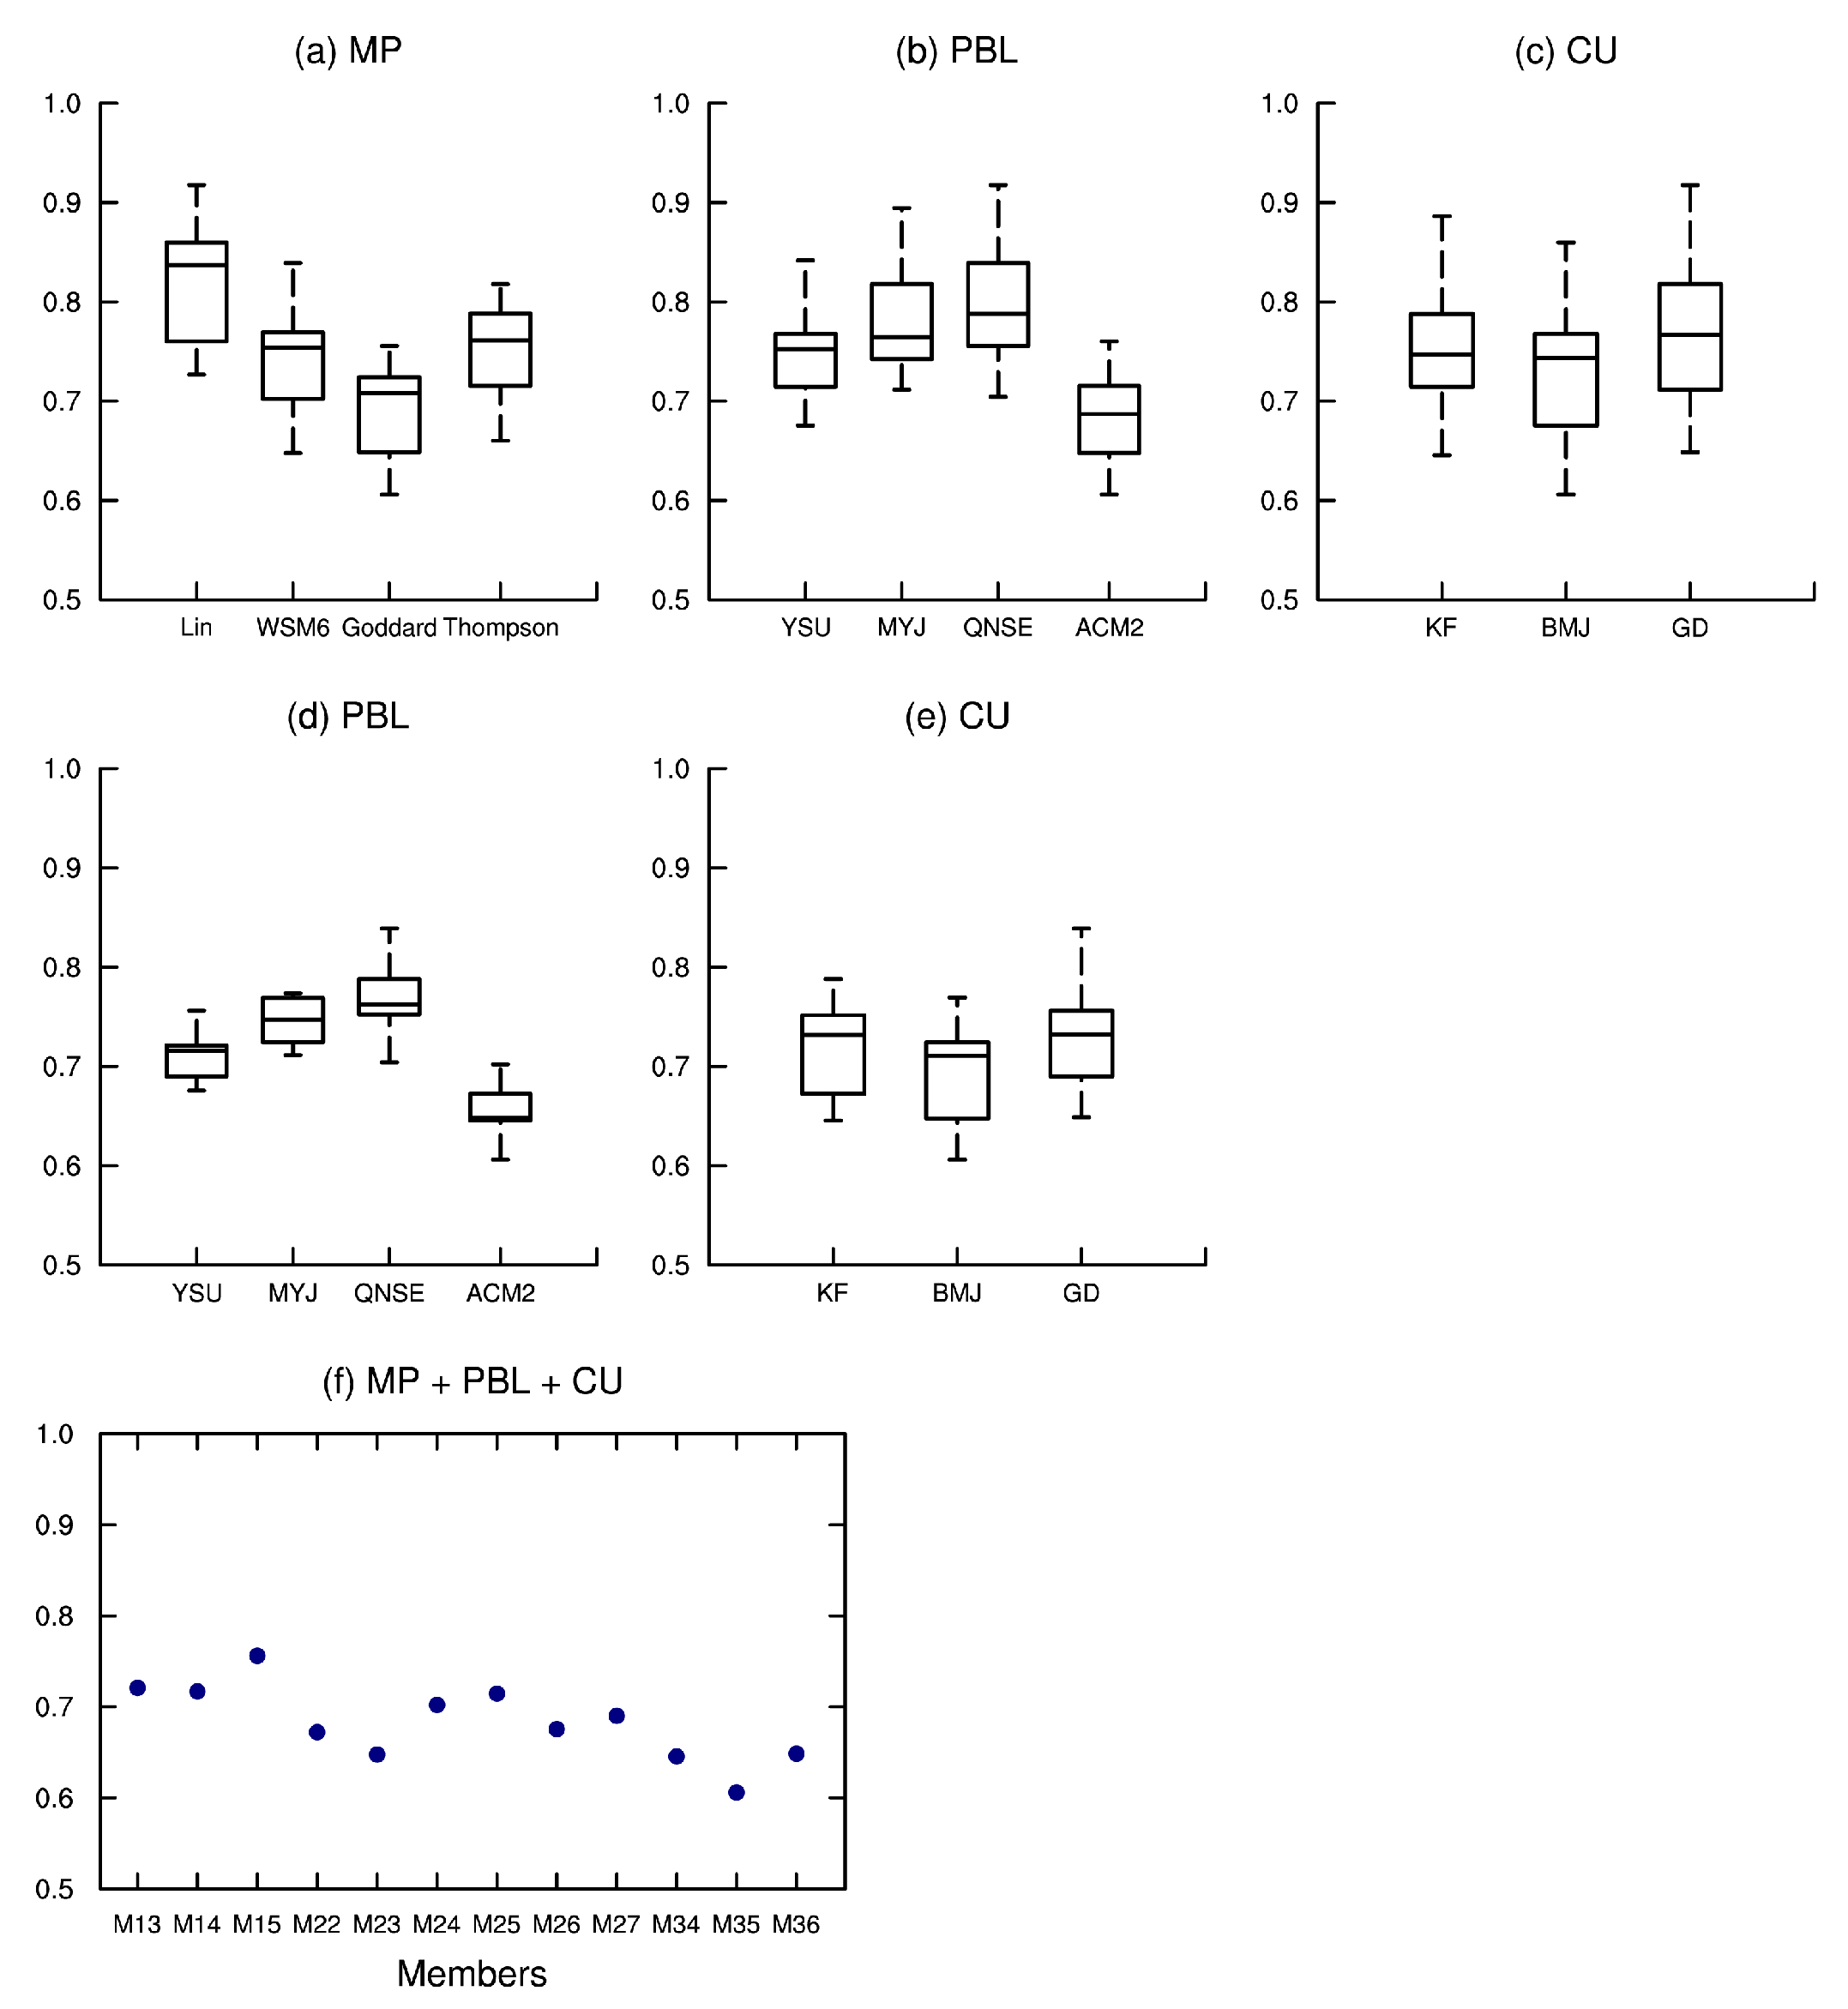 (a) MP
1.0
0.9
0.8
0.7
0.6
0.5
Lin WSM6 Goddard Thompson
(b) PBL
1.0
0.9
0.8
0.7
0.6
0.5
YSU MYJ QNSE ACM2
(c) CU
1.0
0.9
0.8
0.7
0.6
0.5
KF BMJ GD
(d) PBL
1.0
0.9
0.8
0.7
0.6
0.5
YSU MYJ QNSE ACM2
(e) CU
1.0
0.9
0.8
0.7
0.6
0.5
KF BMJ GD
(f) MP + PBL + CU
1.0
0.9
0.8
0.7
0.6
0.5
M13 M14 M15 M22 M23 M24 M25 M26 M27 M34 M35 M36
Members